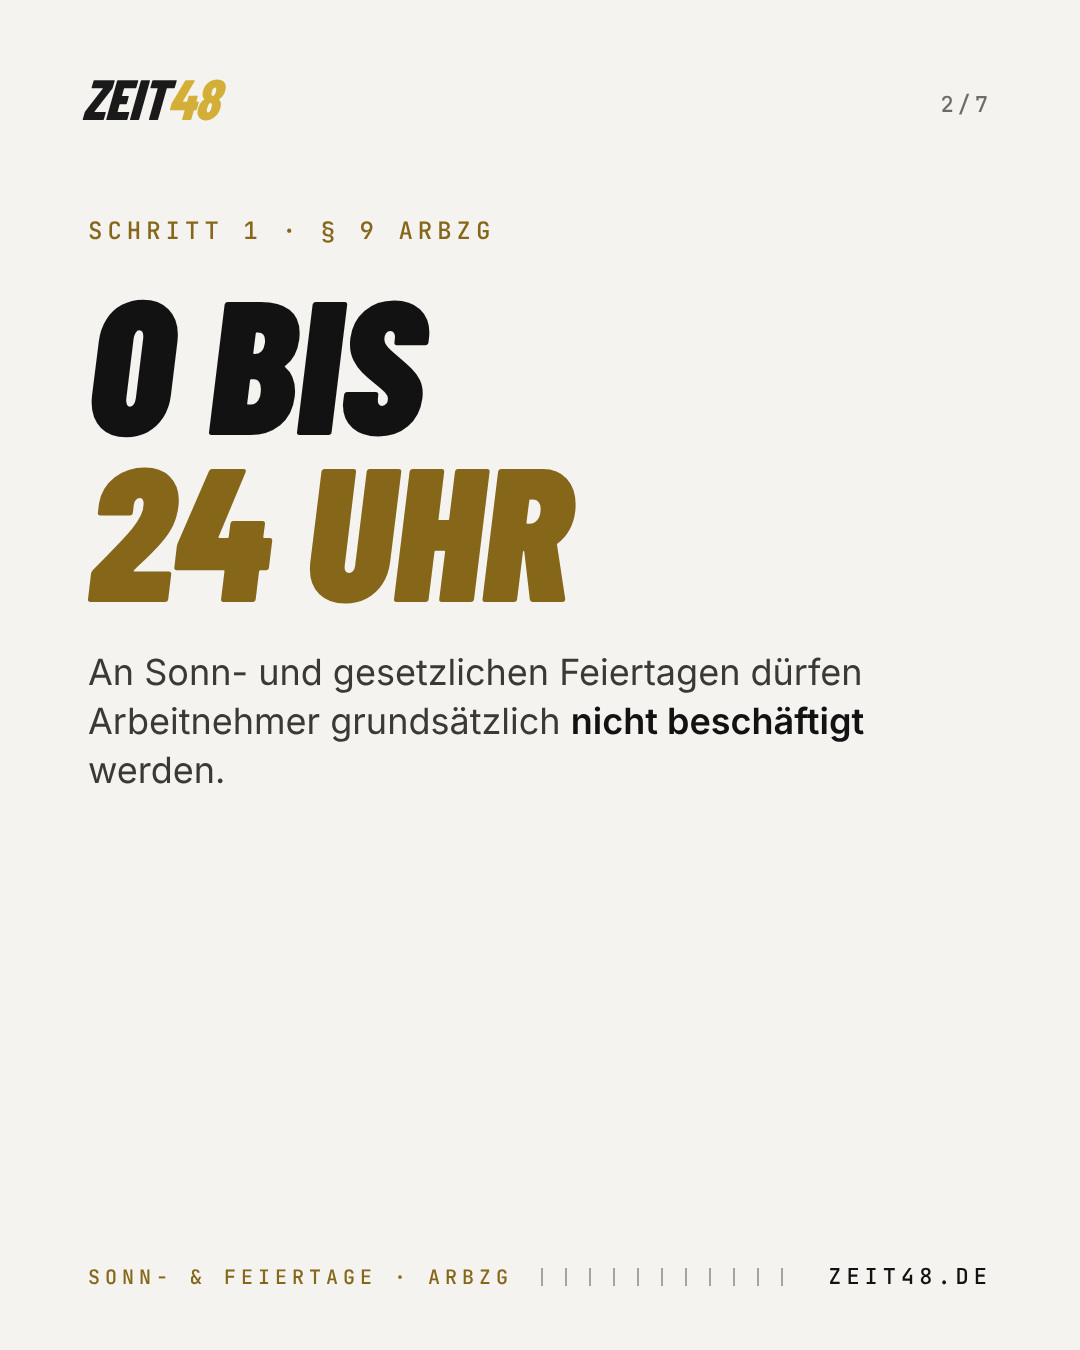 ZEIT48
2/7
SCHRITT 1 · § 9 ARBZG
0 BIS
24 UHR
An Sonn- und gesetzlichen Feiertagen dürfen
Arbeitnehmer grundsätzlich nicht beschäftigt
werden.
SONN- & FEIERTAGE · ARBZG
ZEIT48.DE